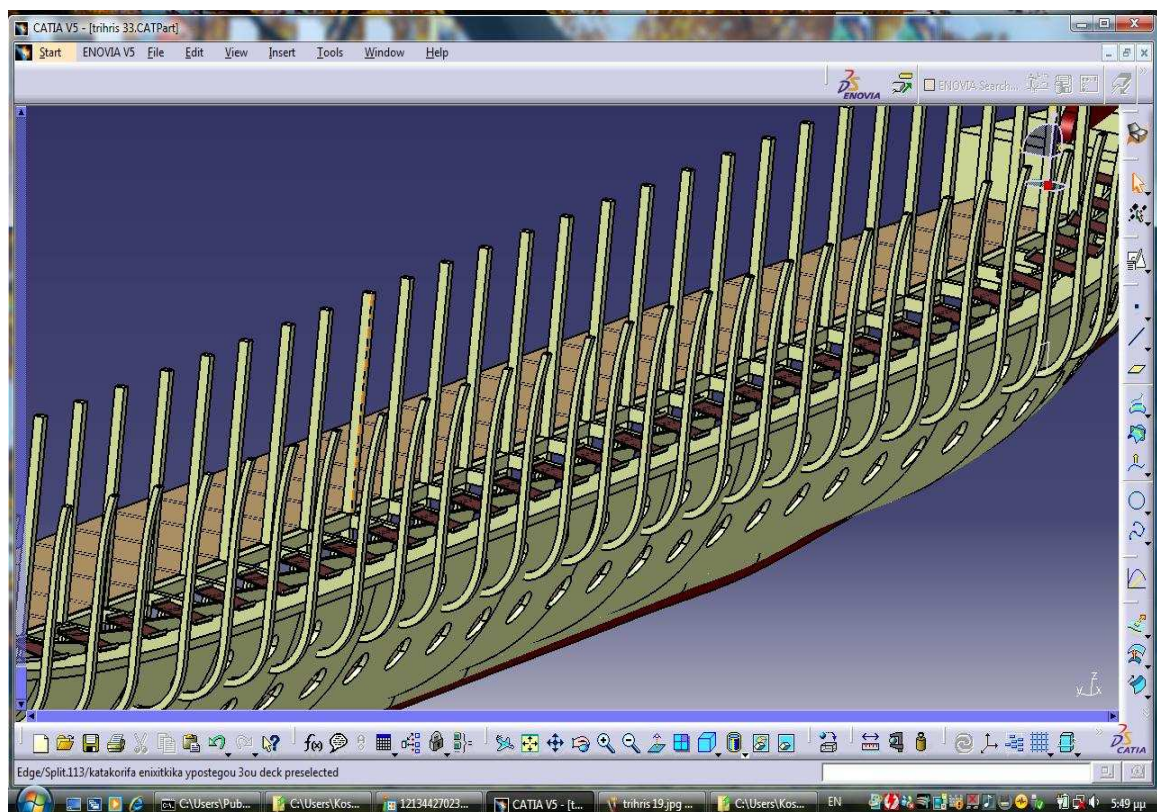 CATIA V5 - [trihris 33.CATPart]
Start ENOVIA V5 File Edit View Insert Tools Window Help
DS ENOVIA ENOVIA Search...
z
y x
f(x)
DS CATIA
Edge/Split.113/katakorifa enixitkika ypostegou 3ou deck preselected
C:\Users\Pub... C:\Users\Kos... 12134427023... CATIA V5 - [t... trihris 19.jpg ... C:\Users\Kos... EN 5:49 μμ